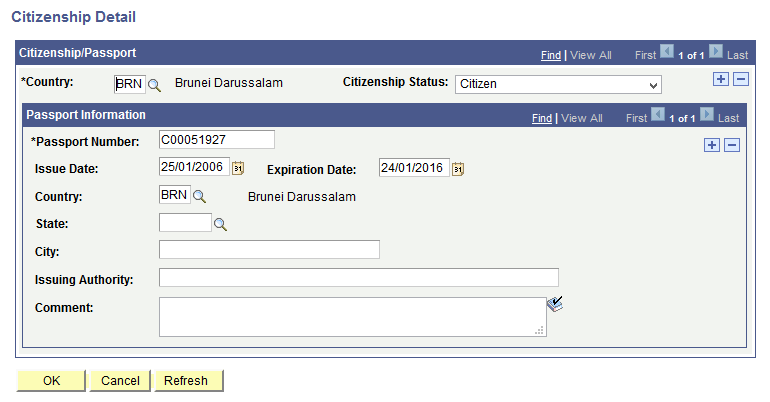 Citizenship Detail
Citizenship/Passport Find | View All First 1 of 1 Last
*Country: BRN Brunei Darussalam Citizenship Status: Citizen
Passport Information Find | View All First 1 of 1 Last
*Passport Number: C00051927
Issue Date: 25/01/2006 31 Expiration Date: 24/01/2016 31
Country: BRN Brunei Darussalam
State:
City:
Issuing Authority:
Comment:
OK Cancel Refresh